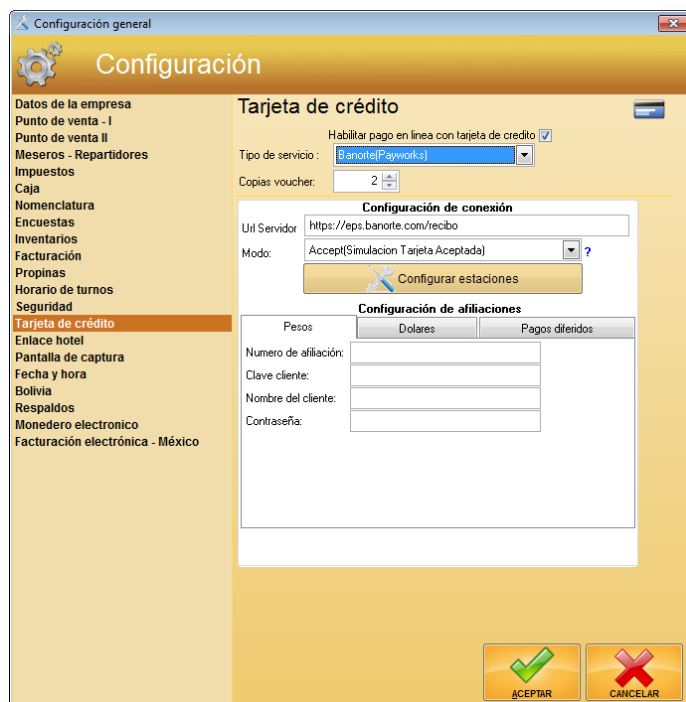 Configuración general
Configuración
Datos de la empresa
Punto de venta - I
Punto de venta II
Meseros - Repartidores
Impuestos
Caja
Nomenclatura
Encuestas
Inventarios
Facturación
Propinas
Horario de turnos
Seguridad
Tarjeta de crédito
Enlace hotel
Pantalla de captura
Fecha y hora
Bolivia
Respaldos
Monedero electronico
Facturación electrónica - México
Tarjeta de crédito
Habilitar pago en linea con tarjeta de credito
Tipo de servicio : Banorte(Payworks)
Copias voucher: 2
Configuración de conexión
Url Servidor https://eps.banorte.com/recibo
Modo: Accept(Simulacion Tarjeta Aceptada) ?
Configurar estaciones
Configuración de afiliaciones
Pesos Dolares Pagos diferidos
Numero de afiliación:
Clave cliente:
Nombre del cliente:
Contraseña:
ACEPTAR CANCELAR